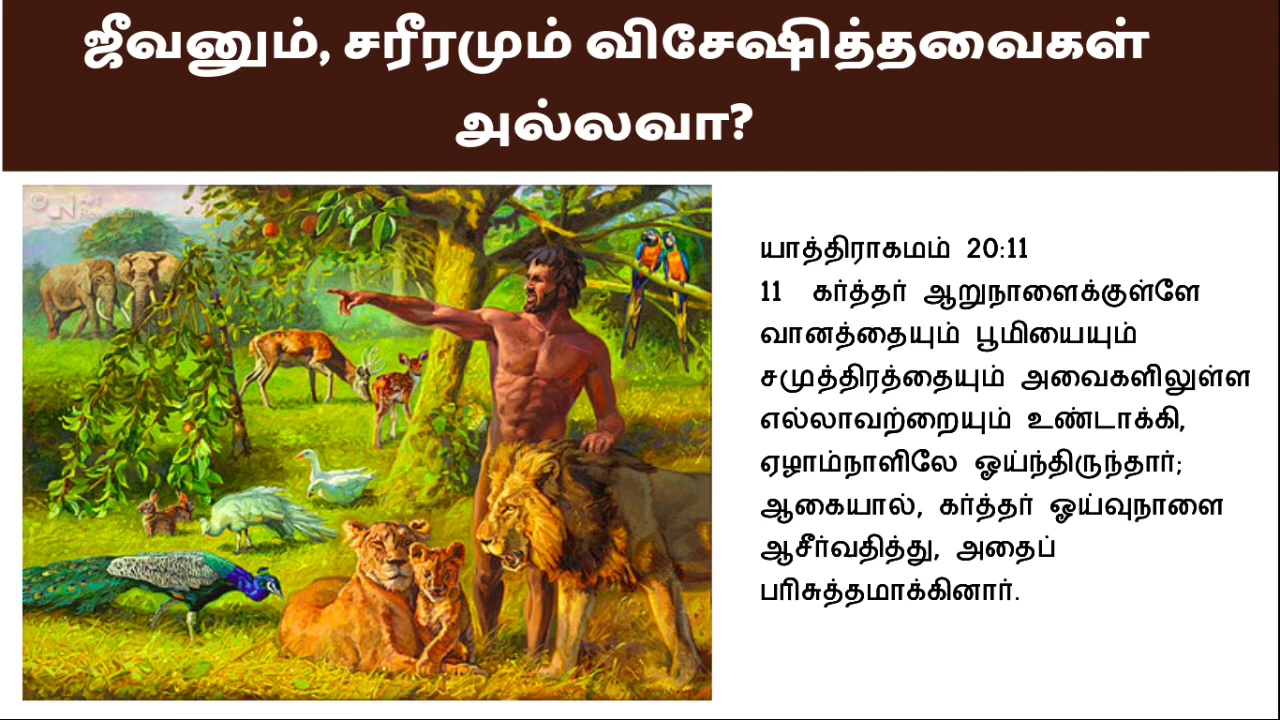 ஜீவனும், சரீரமும் விசேஷித்தவைகள்
அல்லவா?
யாத்திராகமம் 20:11
11 கர்த்தர் ஆறுநாளைக்குள்ளே
வானத்தையும் பூமியையும்
சமுத்திரத்தையும் அவைகளிலுள்ள
எல்லாவற்றையும் உண்டாக்கி,
ஏழாம்நாளிலே ஓய்ந்திருந்தார்;
ஆகையால், கர்த்தர் ஓய்வுநாளை
ஆசீர்வதித்து, அதைப்
பரிசுத்தமாக்கினார்.